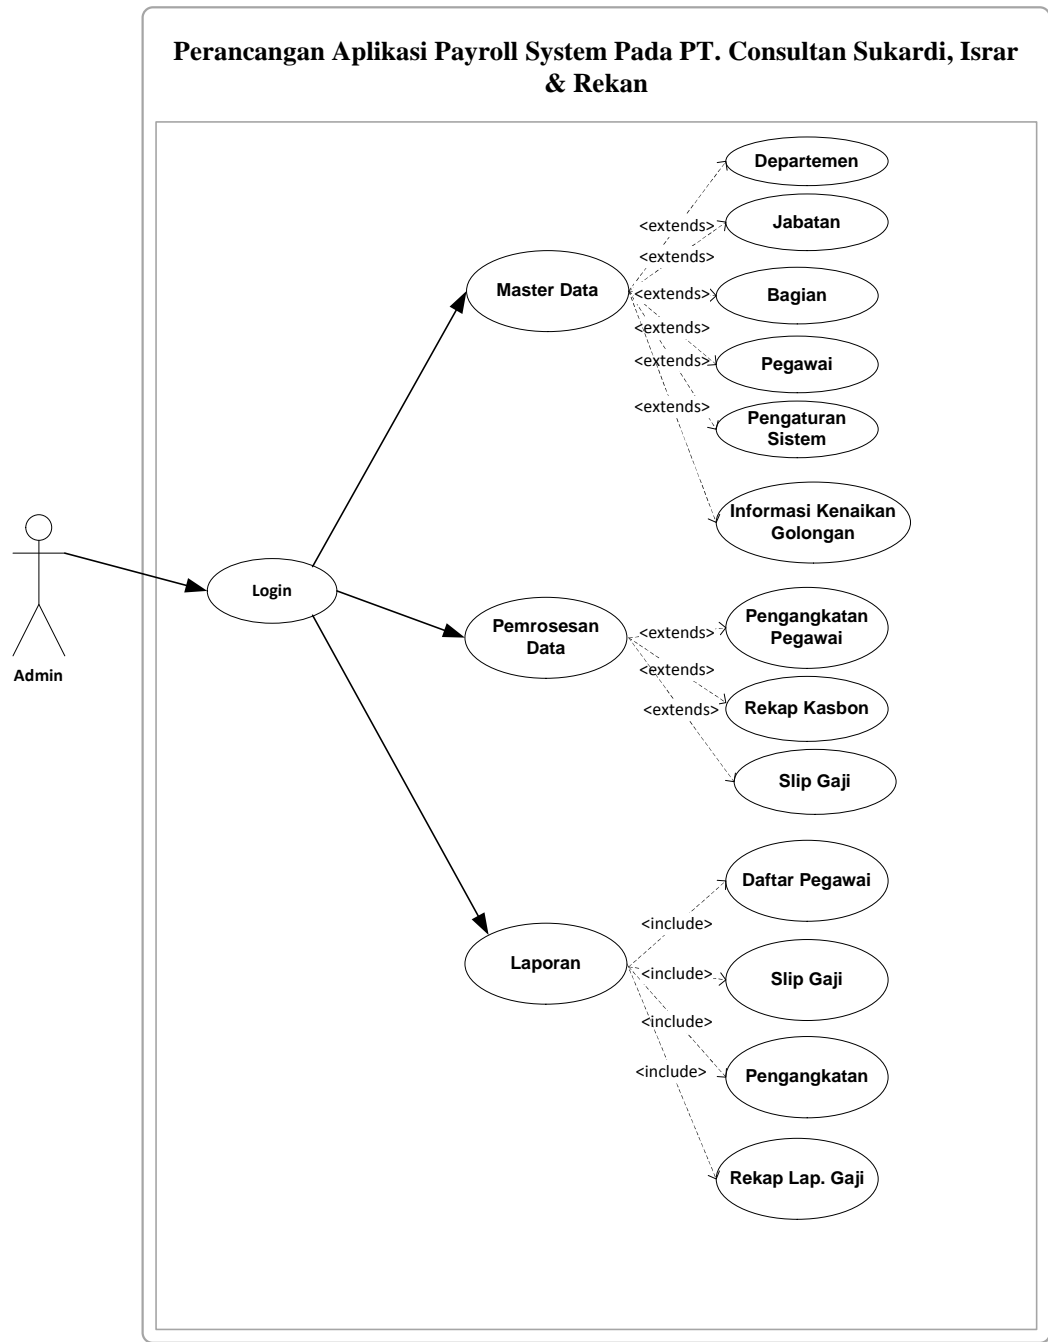 Perancangan Aplikasi Payroll System Pada PT. Consultan Sukardi, Israr
& Rekan
Departemen
<extends>
Jabatan
<extends>
Master Data
<extends>
Bagian
<extends>
Pegawai
<extends>
Pengaturan
Sistem
<extends>
Informasi Kenaikan
Golongan
Admin
Login
Pemrosesan
Data
<extends>
Pengangkatan
Pegawai
<extends>
Rekap Kasbon
<extends>
Slip Gaji
Laporan
<include>
Daftar Pegawai
<include>
Slip Gaji
<include>
Pengangkatan
<include>
Rekap Lap. Gaji